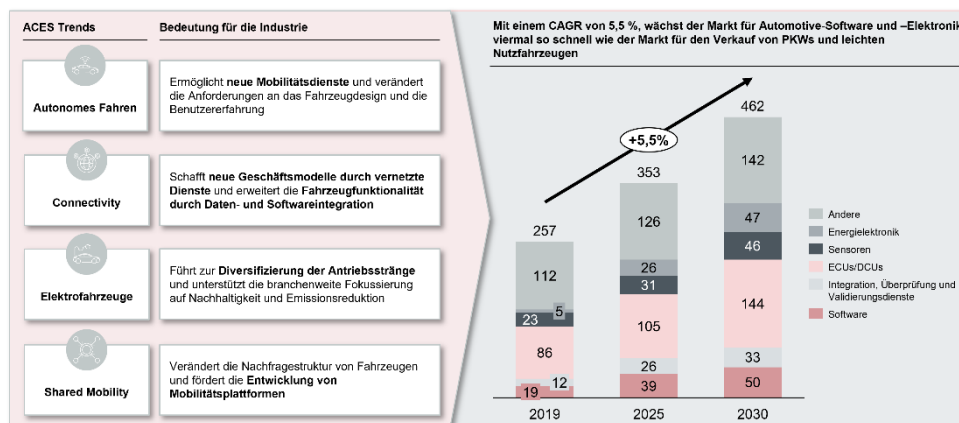 ACES Trends
Bedeutung für die Industrie
Autonomes Fahren
Ermöglicht neue Mobilitätsdienste und verändert
die Anforderungen an das Fahrzeugdesign und die
Benutzererfahrung
Connectivity
Schafft neue Geschäftsmodelle durch vernetzte
Dienste und erweitert die Fahrzeugfunktionalität
durch Daten- und Softwareintegration
Elektrofahrzeuge
Führt zur Diversifizierung der Antriebsstränge
und unterstützt die branchenweite Fokussierung
auf Nachhaltigkeit und Emissionsreduktion
Shared Mobility
Verändert die Nachfragestruktur von Fahrzeugen
und fördert die Entwicklung von
Mobilitätsplattformen
Mit einem CAGR von 5,5 %, wächst der Markt für Automotive-Software und –Elektronik
viermal so schnell wie der Markt für den Verkauf von PKWs und leichten
Nutzfahrzeugen
+5,5%
257
112
5
23
86
12
19
2019
353
126
26
31
105
26
39
2025
462
142
47
46
144
33
50
2030
Andere
Energielektronik
Sensoren
ECUs/DCUs
Integration, Überprüfung und
Validierungsdienste
Software